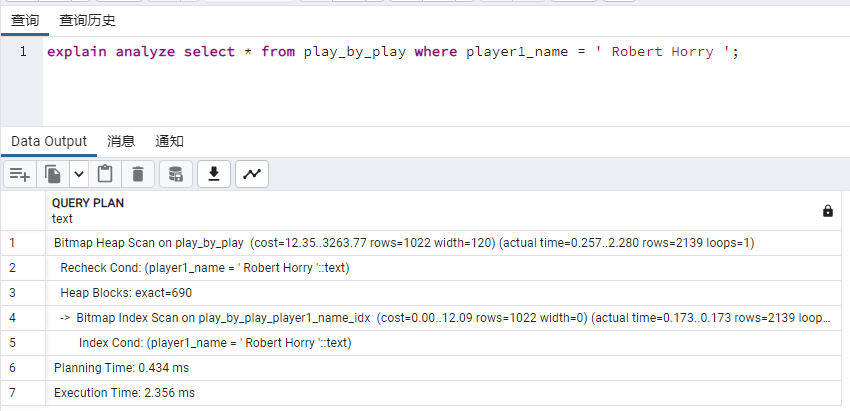 查询 查询历史
1 explain analyze select * from play_by_play where player1_name = ' Robert Horry ';
Data Output 消息 通知
QUERY PLAN
text
1 Bitmap Heap Scan on play_by_play (cost=12.35..3263.77 rows=1022 width=120) (actual time=0.257..2.280 rows=2139 loops=1)
2 Recheck Cond: (player1_name = ' Robert Horry '::text)
3 Heap Blocks: exact=690
4 -> Bitmap Index Scan on play_by_play_player1_name_idx (cost=0.00..12.09 rows=1022 width=0) (actual time=0.173..0.173 rows=2139 loop...
5 Index Cond: (player1_name = ' Robert Horry '::text)
6 Planning Time: 0.434 ms
7 Execution Time: 2.356 ms